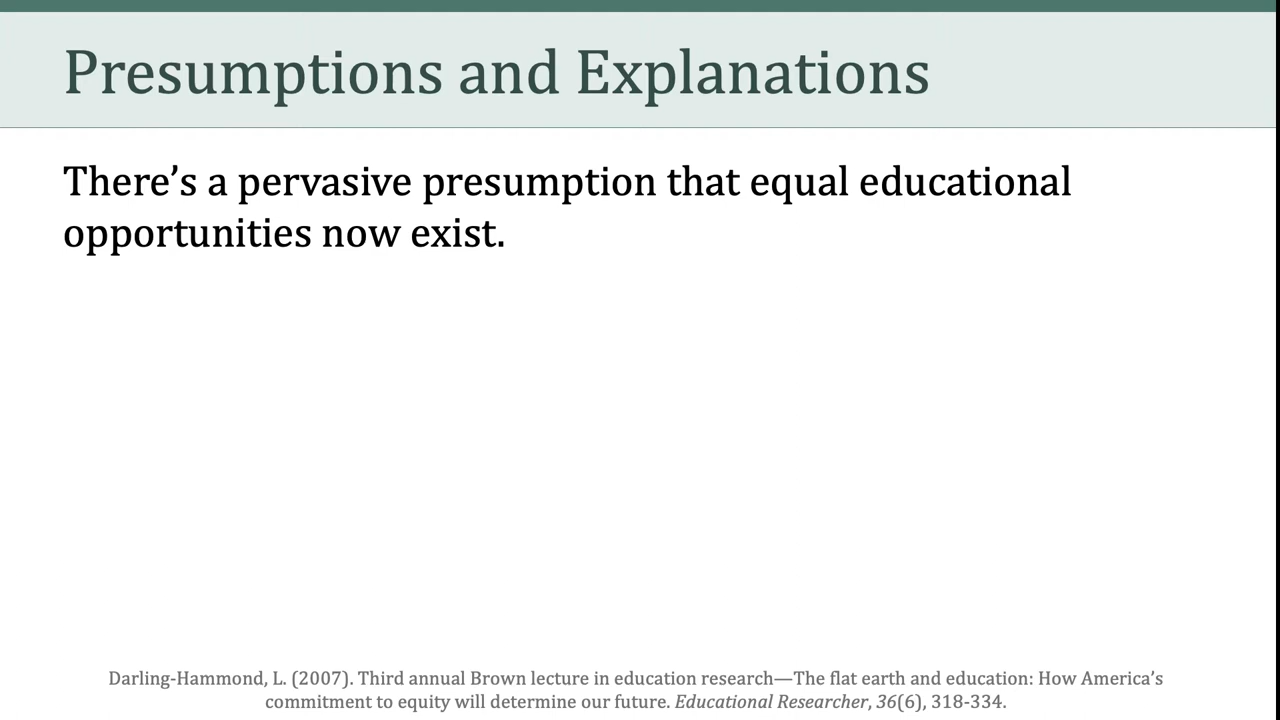 Presumptions and Explanations
There’s a pervasive presumption that equal educational
opportunities now exist.
Darling-Hammond, L. (2007). Third annual Brown lecture in education research—The flat earth and education: How America’s
commitment to equity will determine our future. Educational Researcher, 36(6), 318-334.